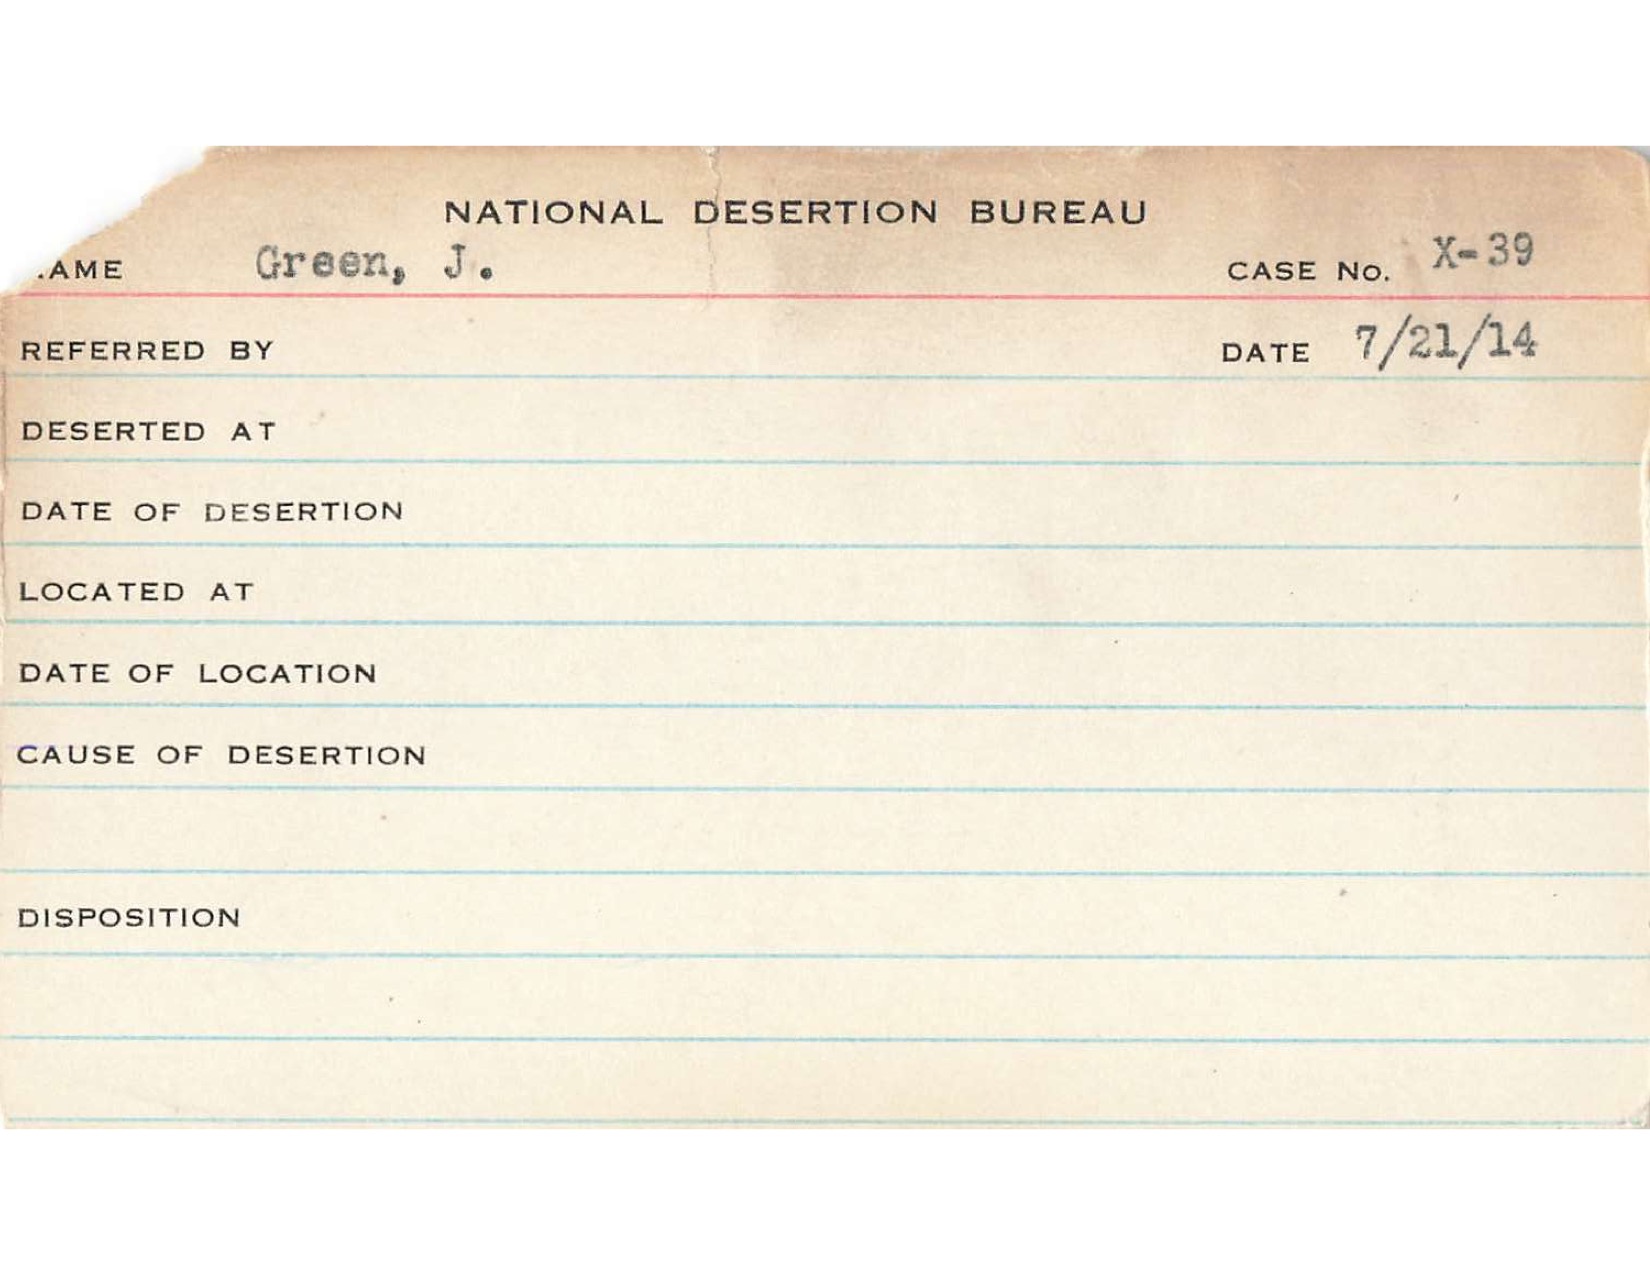 NATIONAL DESERTION BUREAU
AME Green, J. CASE No. X-39
REFERRED BY DATE 7/21/14
DESERTED AT
DATE OF DESERTION
LOCATED AT
DATE OF LOCATION
CAUSE OF DESERTION
DISPOSITION